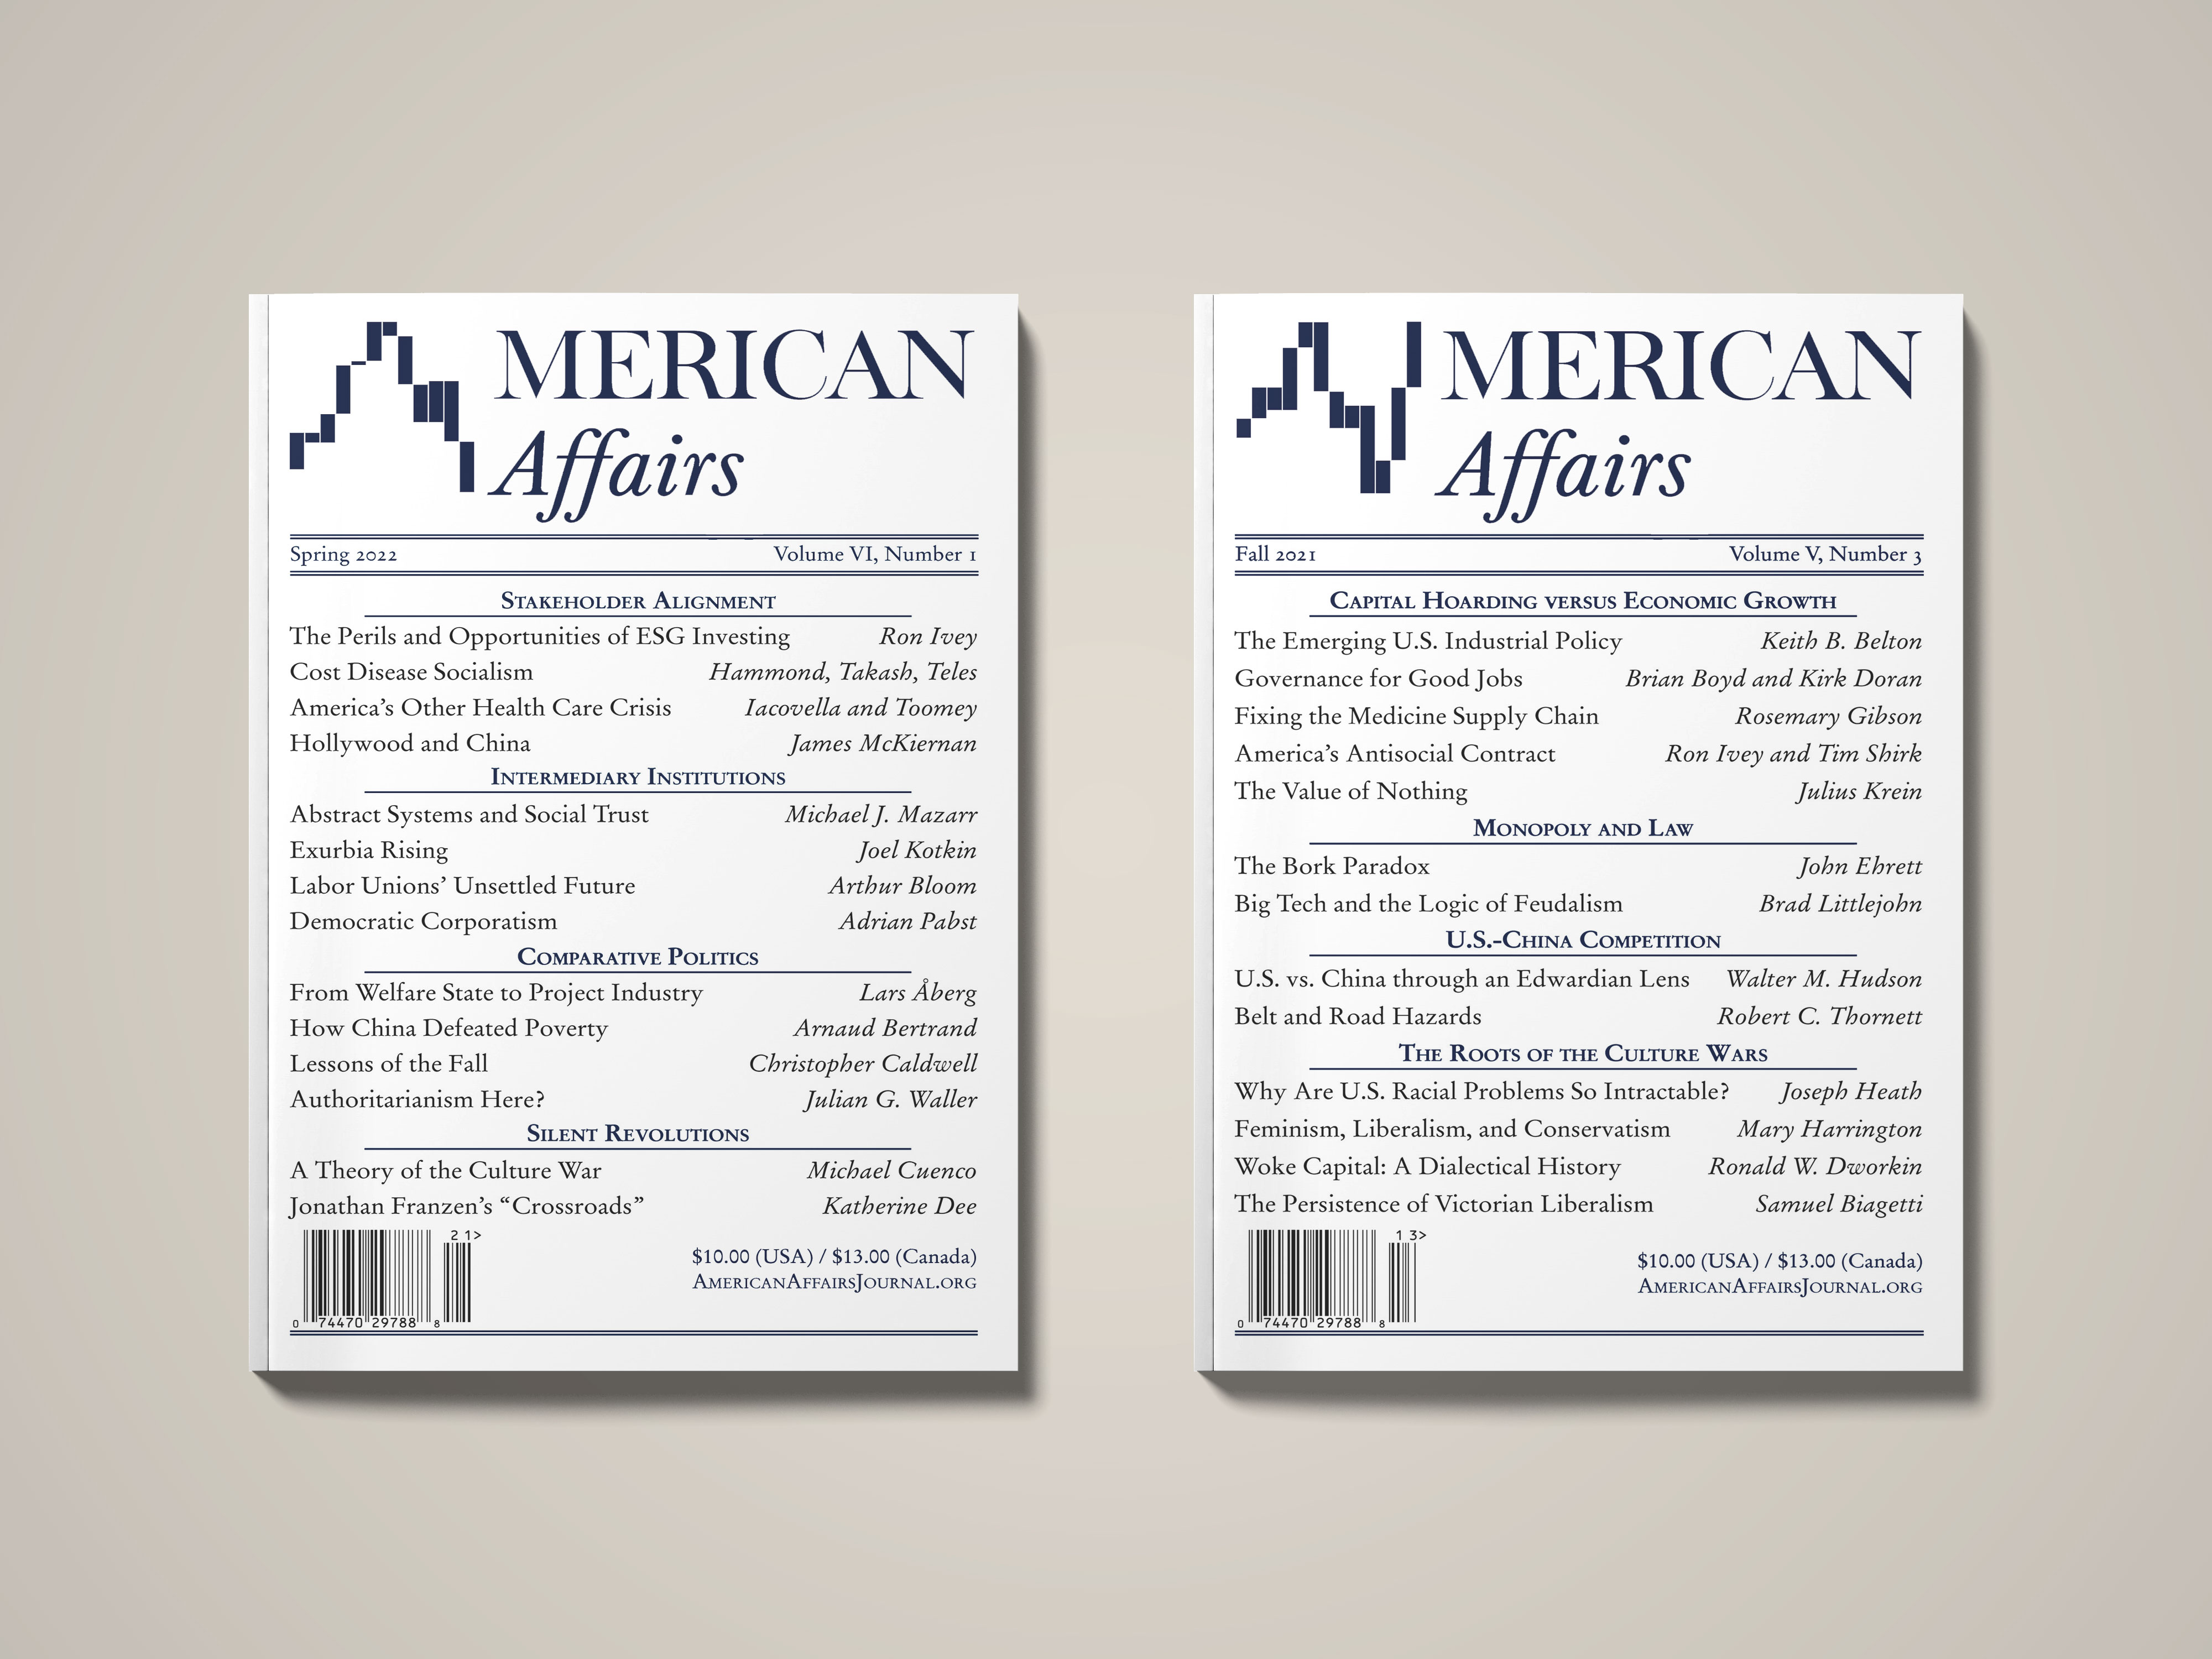 MERICAN
Affairs
Spring 2022 Volume VI, Number 1
Stakeholder Alignment
The Perils and Opportunities of ESG Investing Ron Ivey
Cost Disease Socialism Hammond, Takash, Teles
America's Other Health Care Crisis Iacovella and Toomey
Hollywood and China James McKiernan
Intermediary Institutions
Abstract Systems and Social Trust Michael J. Mazarr
Exurbia Rising Joel Kotkin
Labor Unions' Unsettled Future Arthur Bloom
Democratic Corporatism Adrian Pabst
Comparative Politics
From Welfare State to Project Industry Lars Åberg
How China Defeated Poverty Arnaud Bertrand
Lessons of the Fall Christopher Caldwell
Authoritarianism Here? Julian G. Waller
Silent Revolutions
A Theory of the Culture War Michael Cuenco
Jonathan Franzen's “Crossroads” Katherine Dee
2 1>
$10.00 (USA) / $13.00 (Canada)
AmericanAffairsJournal.org
0 74470 29788 8
MERICAN
Affairs
Fall 2021 Volume V, Number 3
Capital Hoarding versus Economic Growth
The Emerging U.S. Industrial Policy Keith B. Belton
Governance for Good Jobs Brian Boyd and Kirk Doran
Fixing the Medicine Supply Chain Rosemary Gibson
America's Antisocial Contract Ron Ivey and Tim Shirk
The Value of Nothing Julius Krein
Monopoly and Law
The Bork Paradox John Ehrett
Big Tech and the Logic of Feudalism Brad Littlejohn
U.S.-China Competition
U.S. vs. China through an Edwardian Lens Walter M. Hudson
Belt and Road Hazards Robert C. Thornett
The Roots of the Culture Wars
Why Are U.S. Racial Problems So Intractable? Joseph Heath
Feminism, Liberalism, and Conservatism Mary Harrington
Woke Capital: A Dialectical History Ronald W. Dworkin
The Persistence of Victorian Liberalism Samuel Biagetti
1 3>
$10.00 (USA) / $13.00 (Canada)
AmericanAffairsJournal.org
0 74470 29788 8